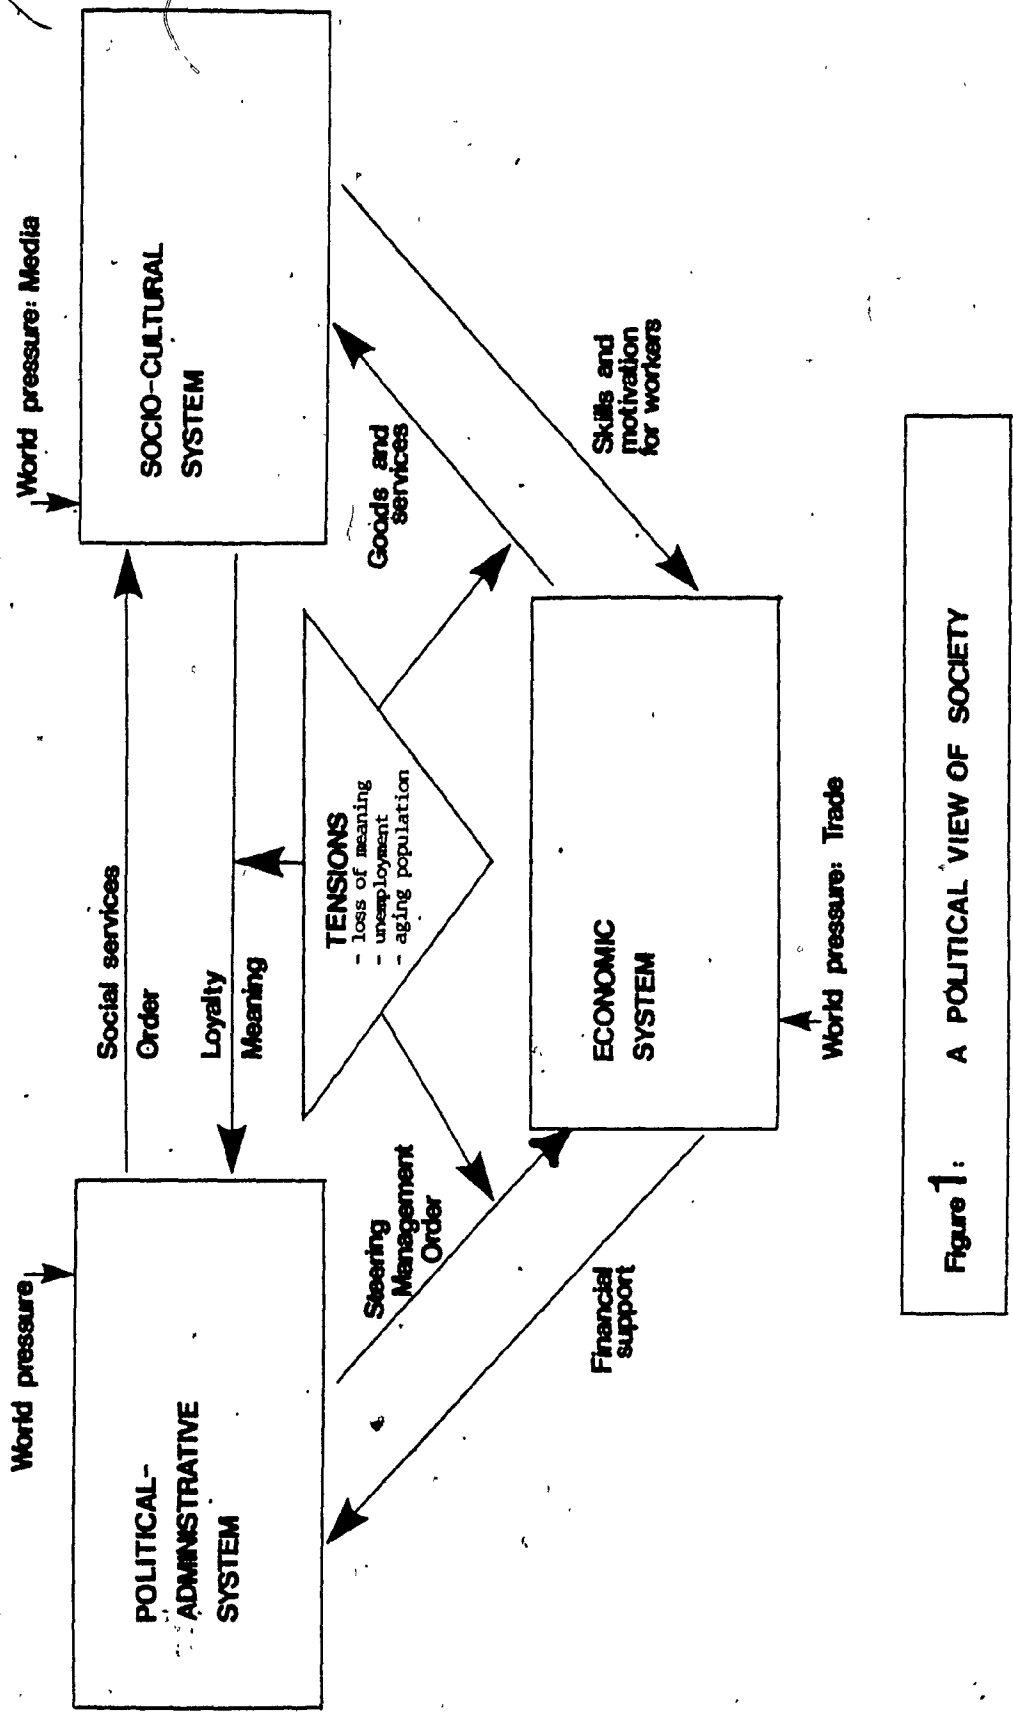 World pressure
World pressure: Media
POLITICAL-
ADMINISTRATIVE
SYSTEM
Social services
Order
Loyalty
Meaning
SOCIO-CULTURAL
SYSTEM
TENSIONS
- loss of meaning
- unemployment
- aging population
Steering
Management
Order
Goods and
services
Financial
support
Skills and
motivation
for workers
ECONOMIC
SYSTEM
World pressure: Trade
Figure 1: A POLITICAL VIEW OF SOCIETY